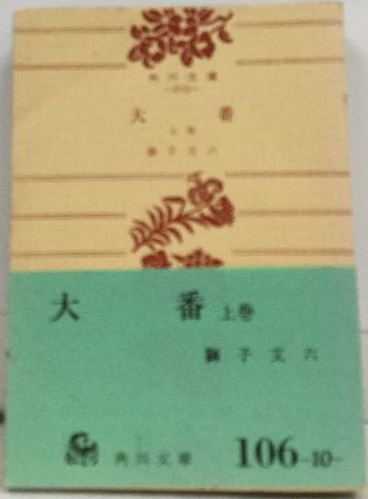 角川文庫
大番
上巻
獅子文六
大番 上巻
獅子文六
角川文庫 106-10-